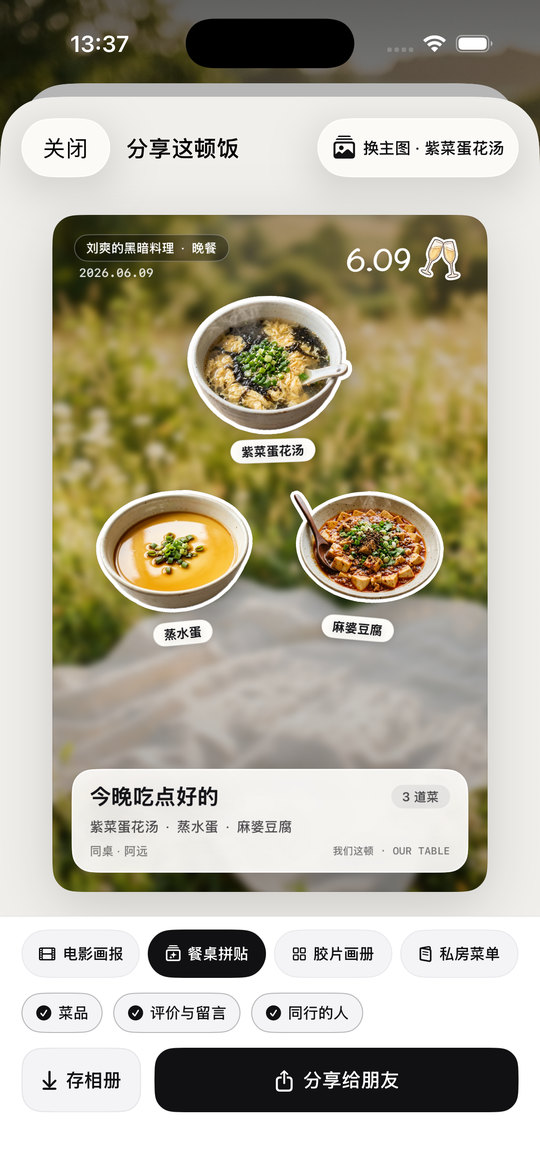 13:37
关闭
分享这顿饭
换主图 · 紫菜蛋花汤
刘爽的黑暗料理 · 晚餐
2026.06.09
6.09
紫菜蛋花汤
蒸水蛋
麻婆豆腐
今晚吃点好的
3 道菜
紫菜蛋花汤 · 蒸水蛋 · 麻婆豆腐
同桌 · 阿远
我们这顿 · OUR TABLE
电影画报
餐桌拼贴
胶片画册
私房菜单
菜品
评价与留言
同行的人
存相册
分享给朋友